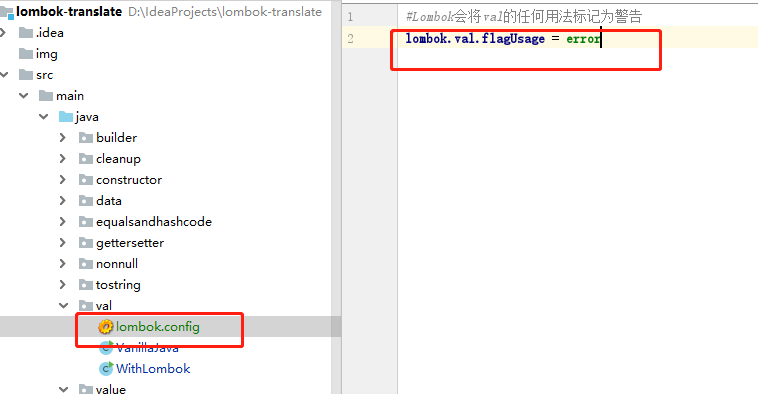 lombok-translate D:\IdeaProjects\lombok-translate
.idea
img
src
main
java
builder
cleanup
constructor
data
equalsandhashcode
gettersetter
nonnull
tostring
val
lombok.config
VanillaJava
WithLombok
value
1 #Lombok会将val的任何用法标记为警告
2 lombok.val.flagUsage = error